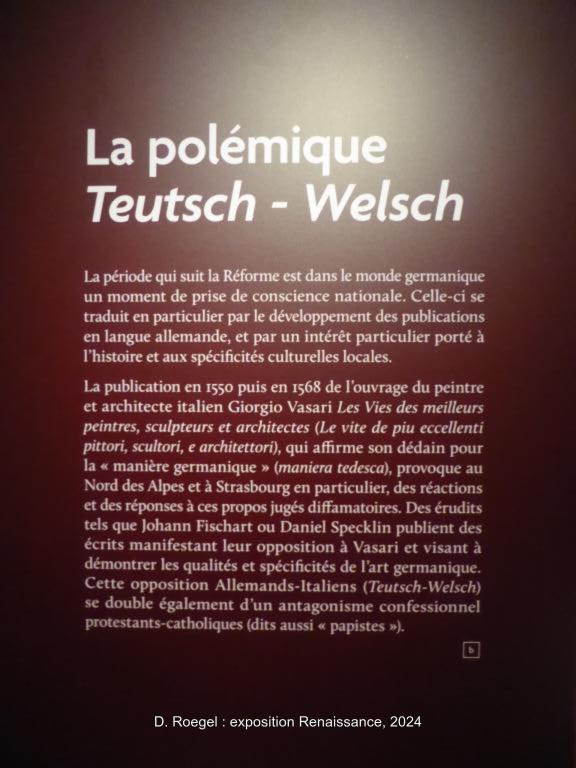 La polémique
Teutsch - Welsch
La période qui suit la Réforme est dans le monde germanique
un moment de prise de conscience nationale. Celle-ci se
traduit en particulier par le développement des publications
en langue allemande, et par un intérêt particulier porté à
l'histoire et aux spécificités culturelles locales.
La publication en 1550 puis en 1568 de l'ouvrage du peintre
et architecte italien Giorgio Vasari Les Vies des meilleurs
peintres, sculpteurs et architectes (Le vite de piu eccellenti
pittori, scultori, e architettori), qui affirme son dédain pour
la « manière germanique » (maniera tedesca), provoque au
Nord des Alpes et à Strasbourg en particulier, des réactions
et des réponses à ces propos jugés diffamatoires. Des érudits
tels que Johann Fischart ou Daniel Specklin publient des
écrits manifestant leur opposition à Vasari et visant à
démontrer les qualités et spécificités de l'art germanique.
Cette opposition Allemands-Italiens (Teutsch-Welsch)
se double également d'un antagonisme confessionnel
protestants-catholiques (dits aussi « papistes »).
b
D. Roegel : exposition Renaissance, 2024